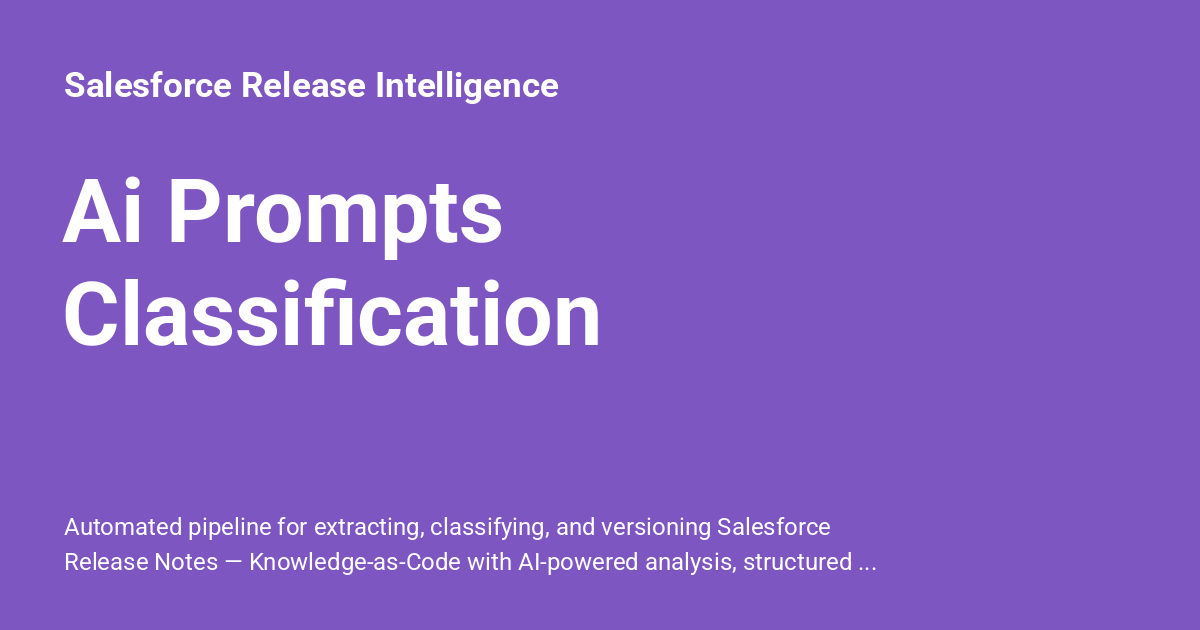 Salesforce Release Intelligence
Ai Prompts
Classification
Automated pipeline for extracting, classifying, and versioning Salesforce
Release Notes — Knowledge-as-Code with AI-powered analysis, structured ...